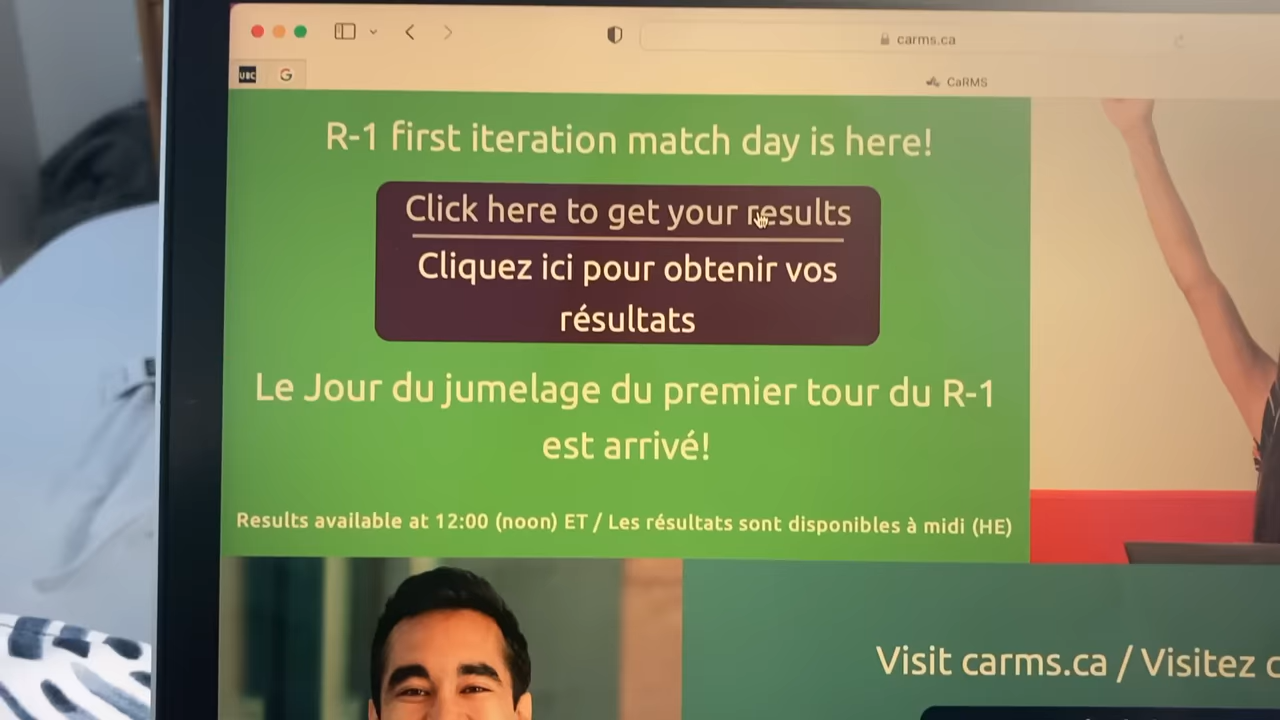 carms.ca
UBC
G
CaRMS
R-1 first iteration match day is here!
Click here to get your results
Cliquez ici pour obtenir vos
résultats
Le Jour du jumelage du premier tour du R-1
est arrivé!
Results available at 12:00 (noon) ET / Les résultats sont disponibles à midi (HE)
Visit carms.ca / Visitez